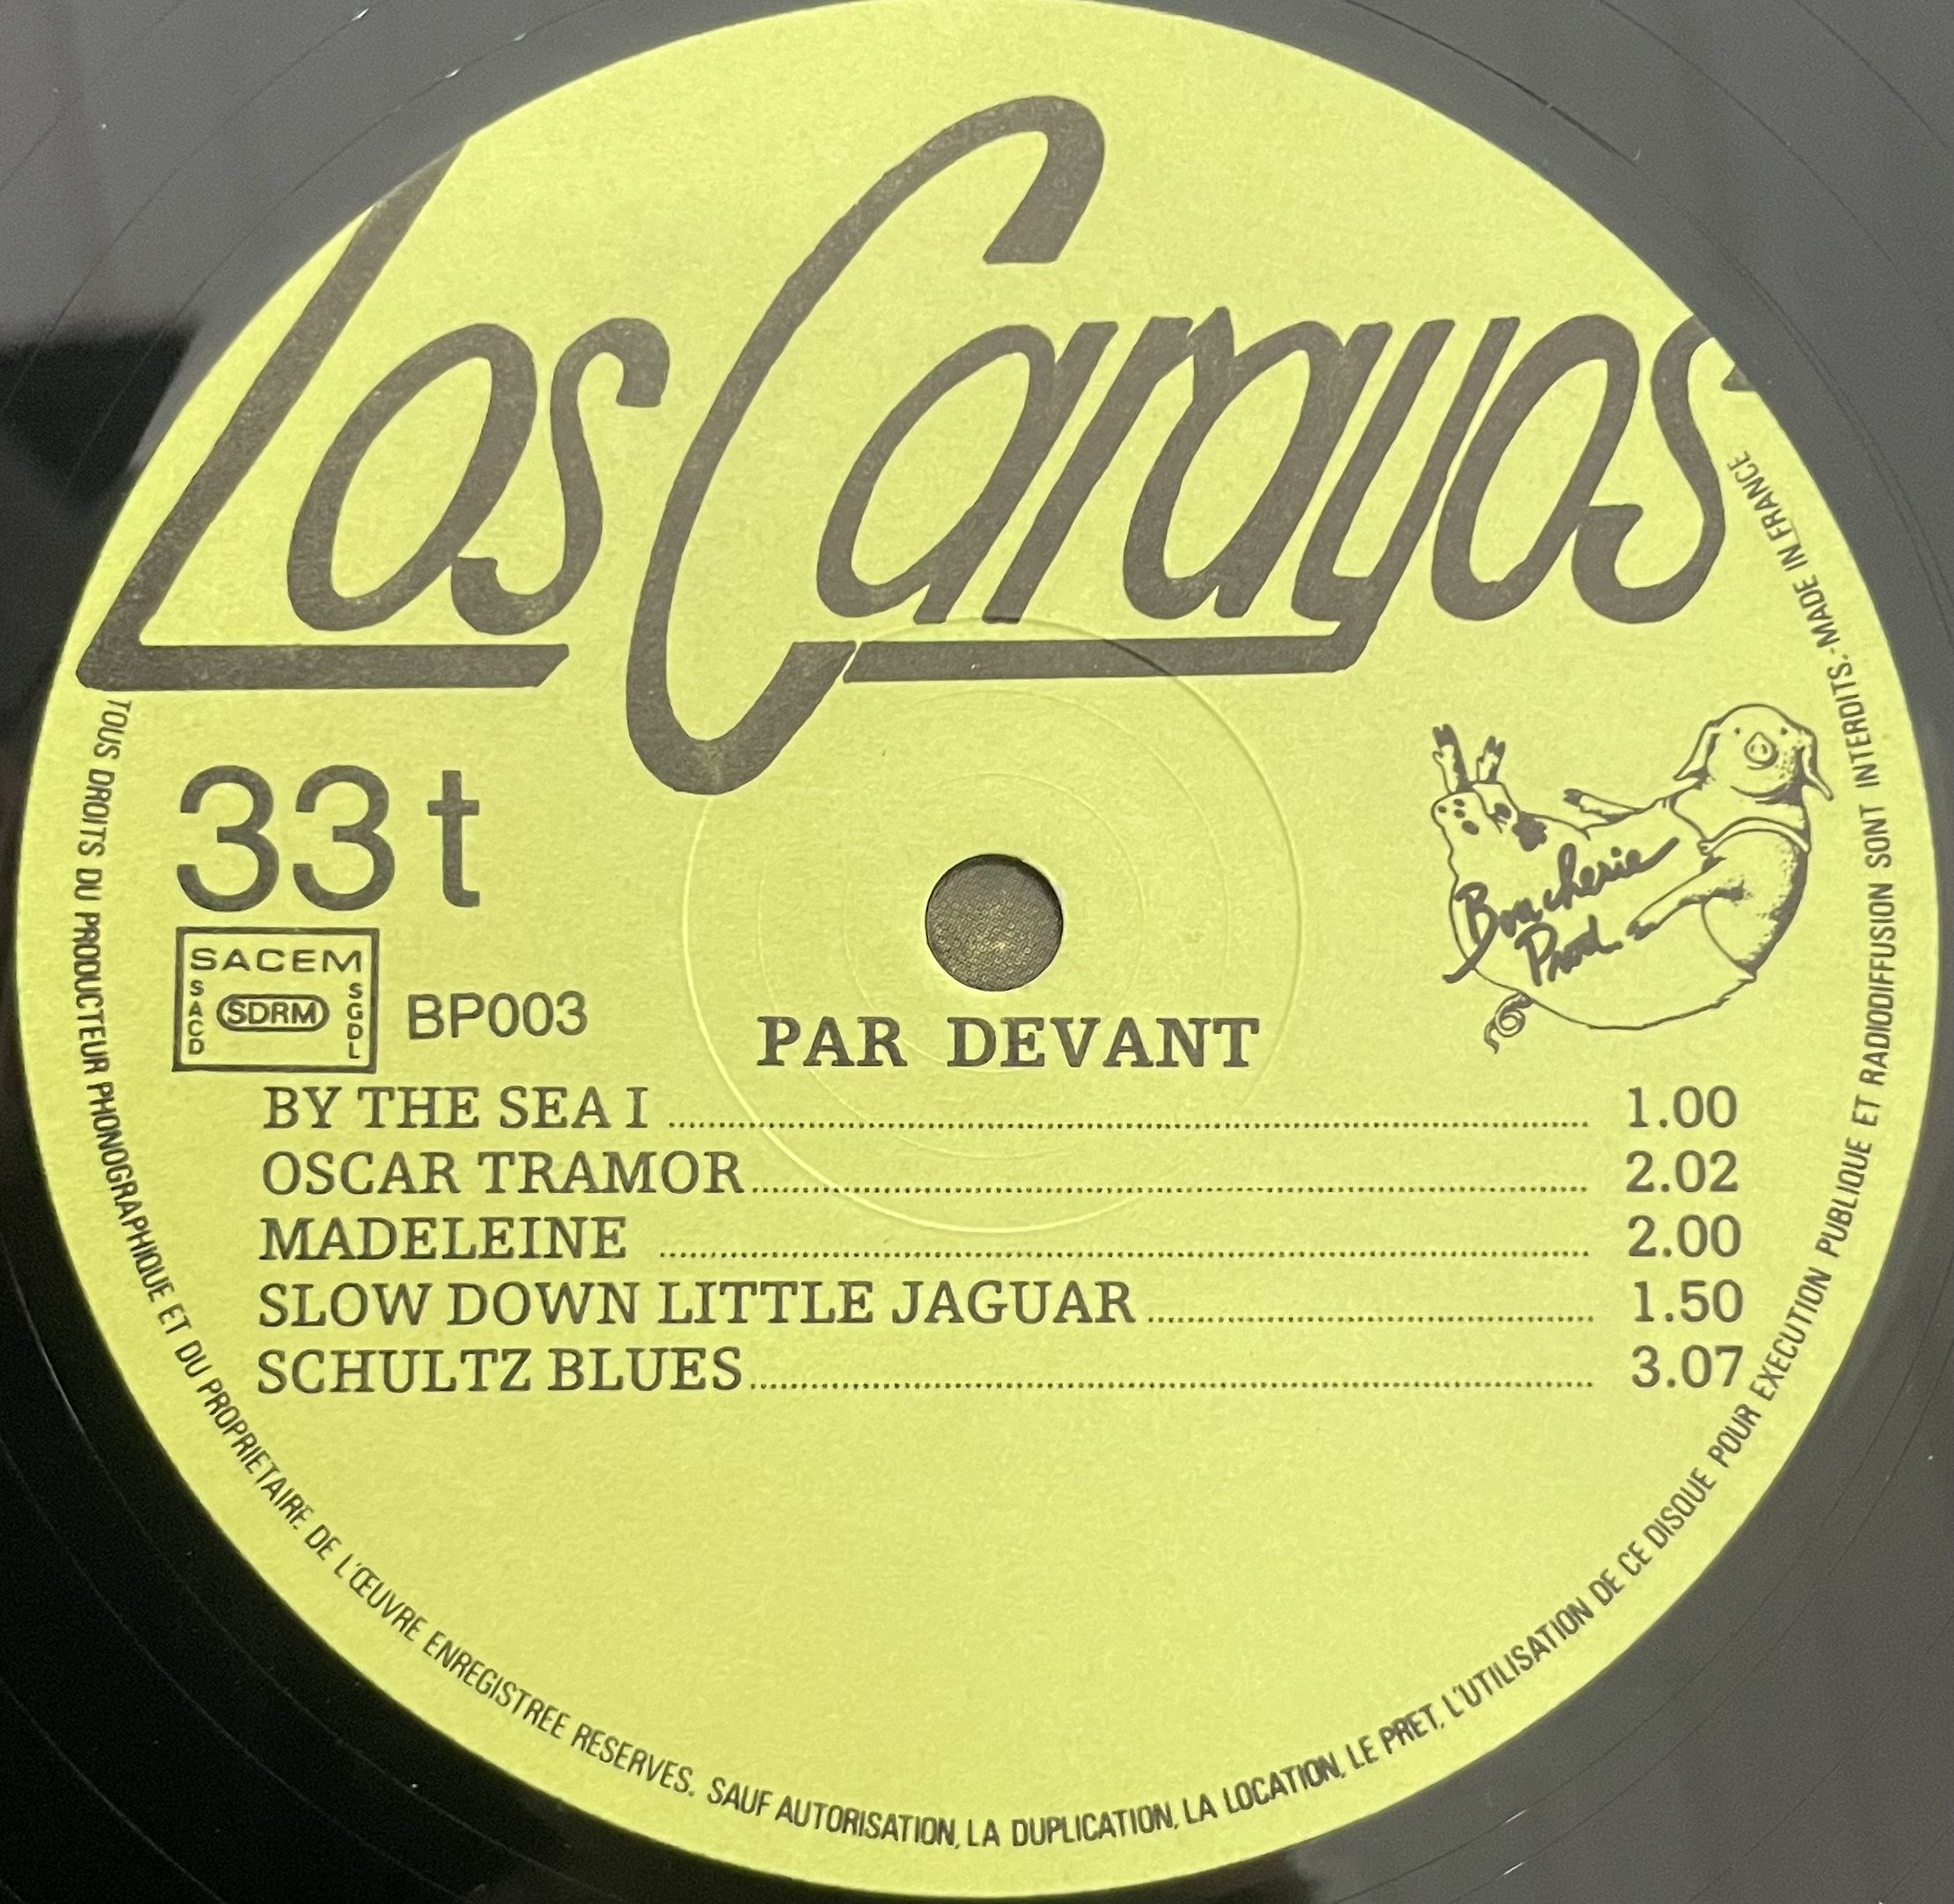 Los Carayos
33 t
SACEM
SACD
SDRM
SGDL
BP003
Boucherie
Prod.
PAR DEVANT
BY THE SEA I 1.00
OSCAR TRAMOR 2.02
MADELEINE 2.00
SLOW DOWN LITTLE JAGUAR 1.50
SCHULTZ BLUES 3.07
TOUS DROITS DU PRODUCTEUR PHONOGRAPHIQUE ET DU PROPRIETAIRE DE L'ŒUVRE ENREGISTREE RESERVES. SAUF AUTORISATION, LA DUPLICATION, LA LOCATION, LE PRET, L'UTILISATION DE CE DISQUE POUR EXECUTION PUBLIQUE ET RADIODIFFUSION SONT INTERDITS.-MADE IN FRANCE